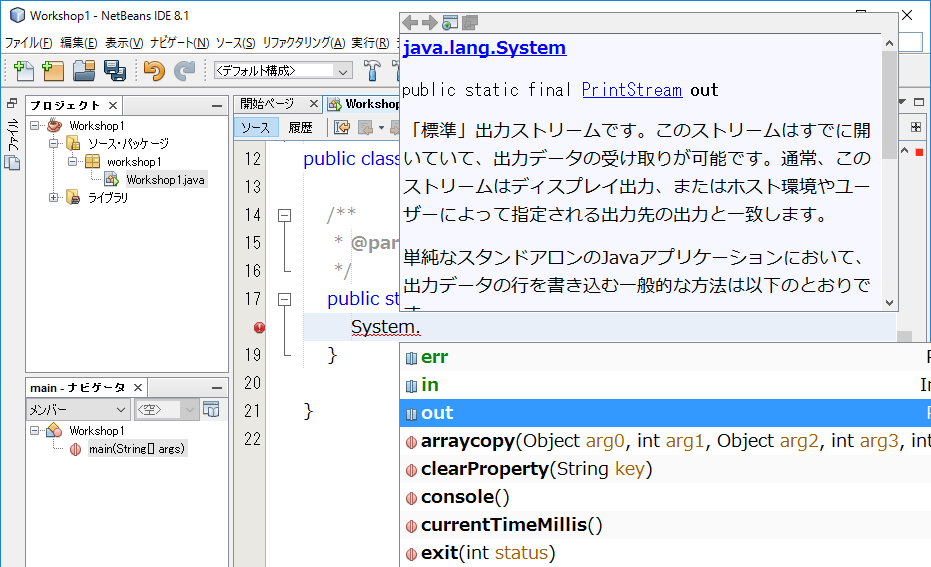 Workshop1 - NetBeans IDE 8.1
ファイル(F) 編集(E) 表示(V) ナビゲート(N) ソース(S) リファクタリング(A) 実行(R)
<デフォルト構成>
ファイル
プロジェクト
Workshop1
ソース・パッケージ
workshop1
Workshop1.java
ライブラリ
main - ナビゲータ
メンバー
<空>
Workshop1
main(String[] args)
開始ページ
Workshop
ソース 履歴
12 public class
13
14 /**
15 * @par
16 */
17 public st
System.
19 }
20
21 }
22
java.lang.System
public static final PrintStream out
「標準」出力ストリームです。このストリームはすでに開
いていて、出力データの受け取りが可能です。通常、この
ストリームはディスプレイ出力、またはホスト環境やユー
ザーによって指定される出力先の出力と一致します。
単純なスタンドアロンのJavaアプリケーションにおいて、
出力データの行を書き込む一般的な方法は以下のとおりで
err
in
out
arraycopy(Object arg0, int arg1, Object arg2, int arg3, int
clearProperty(String key)
console()
currentTimeMillis()
exit(int status)